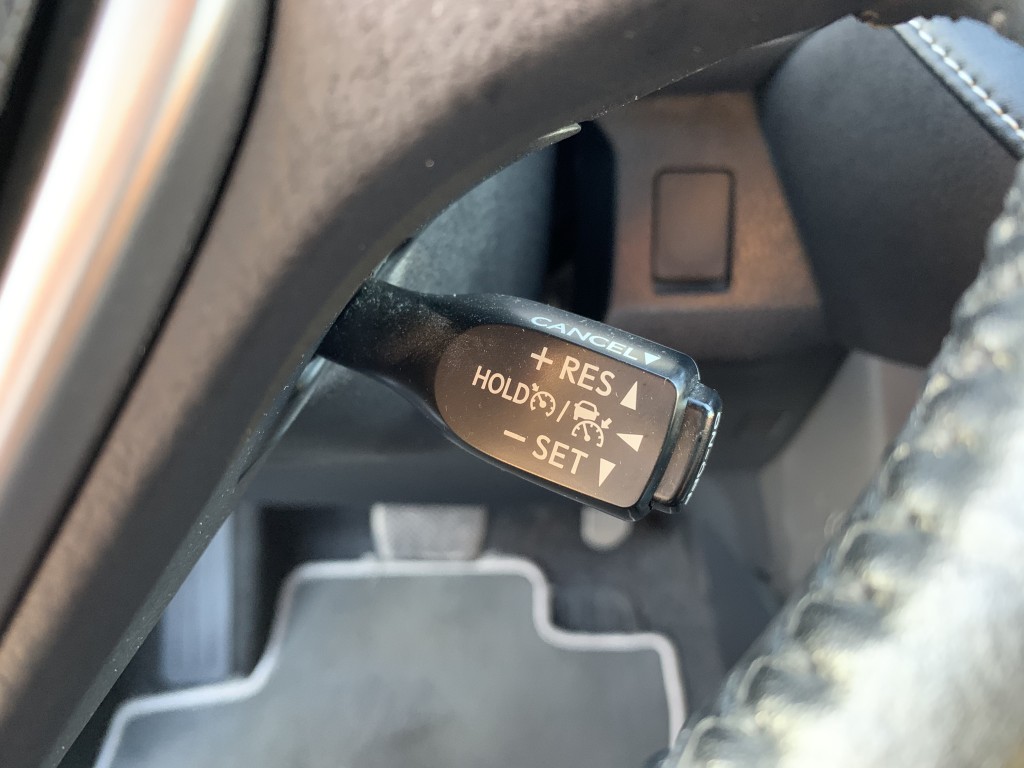 CANCEL▼
+ RES ▲
HOLD /
− SET ▼